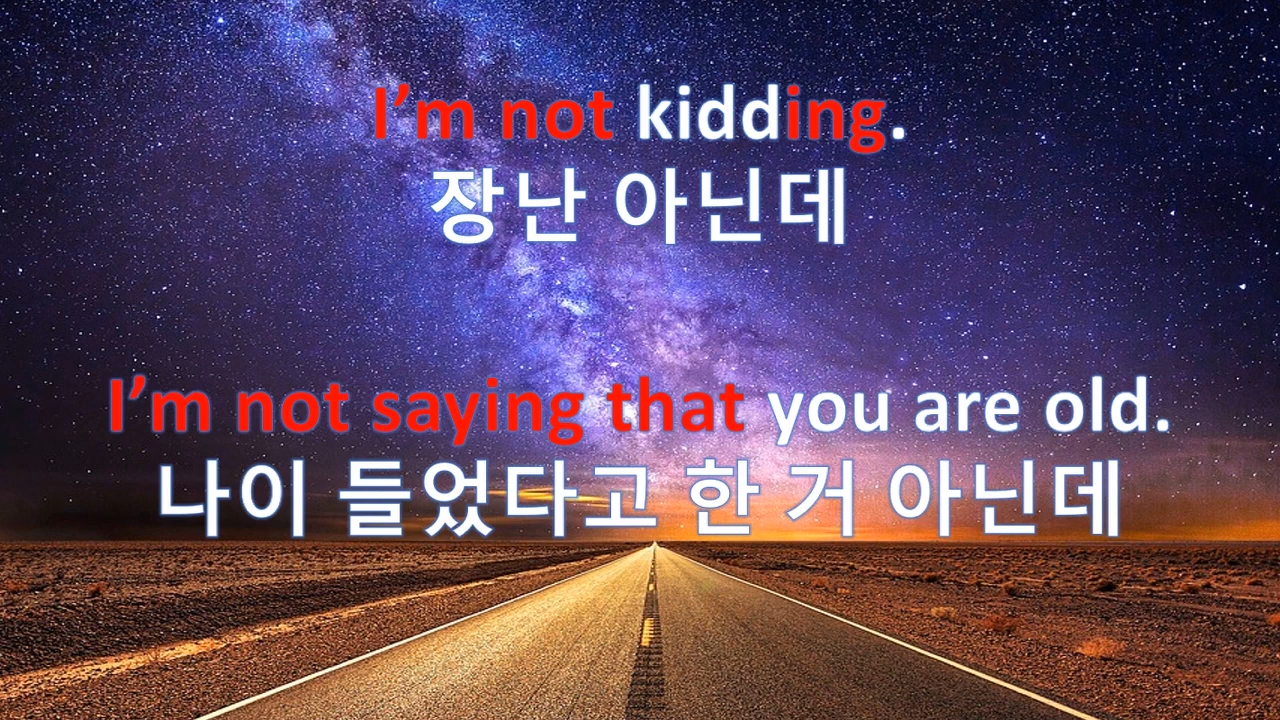 I’m not kidding.
장난 아닌데
I’m not saying that you are old.
나이 들었다고 한 거 아닌데